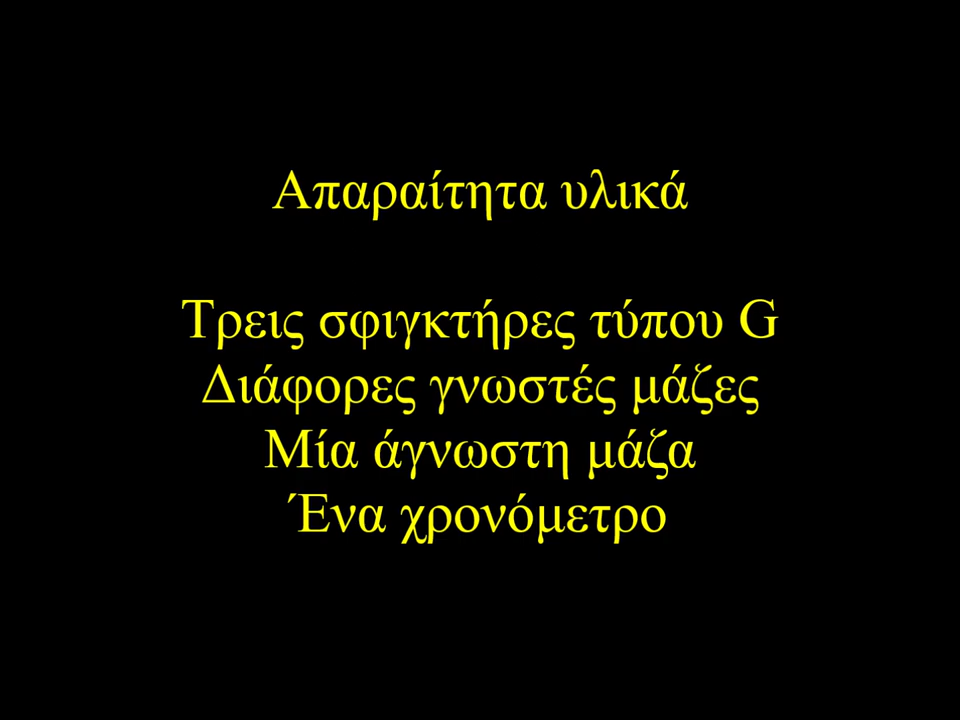 Απαραίτητα υλικά
Τρεις σφιγκτήρες τύπου G
Διάφορες γνωστές μάζες
Μία άγνωστη μάζα
Ένα χρονόμετρο